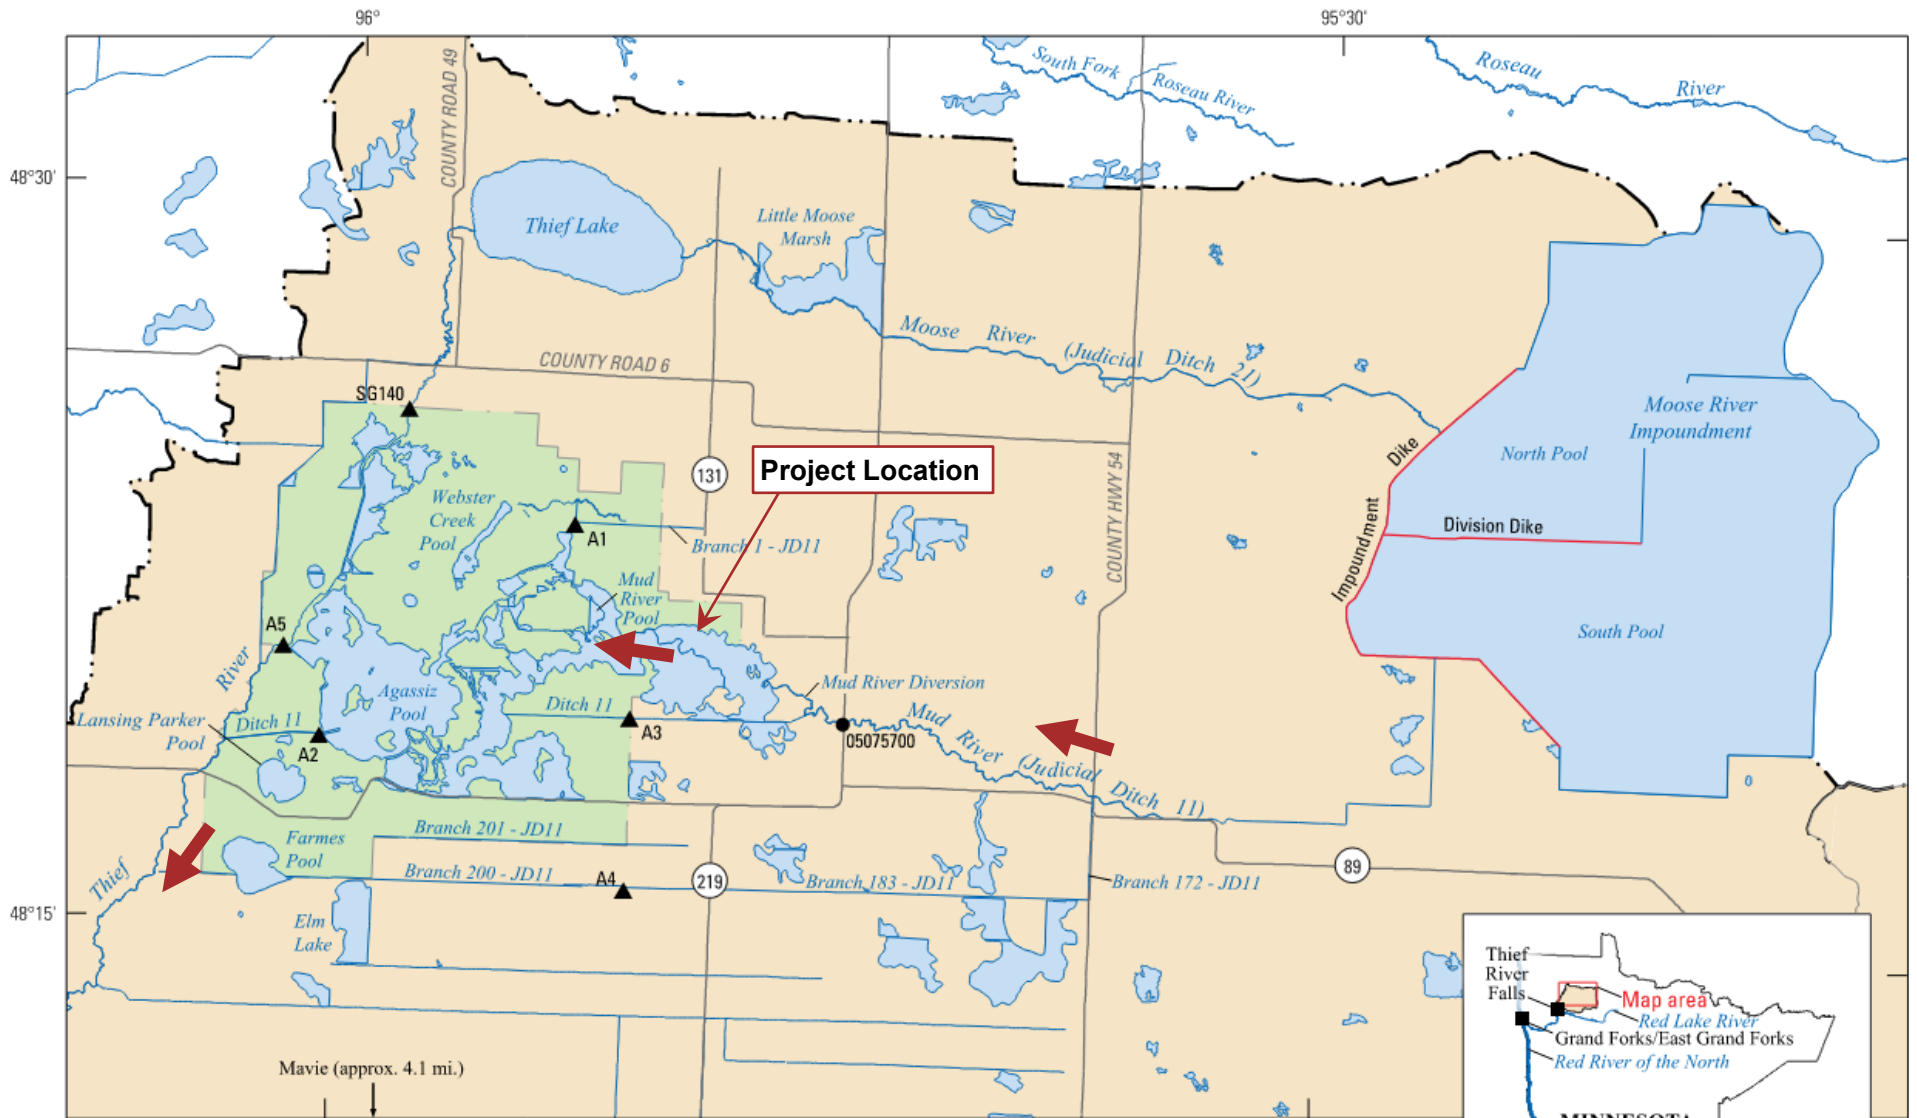 96°
95°30'
COUNTY ROAD 49
South Fork
Roseau River
Roseau
River
48°30'
Thief Lake
Little Moose
Marsh
Moose River (Judicial Ditch 21)
COUNTY ROAD 6
SG140
Moose River
Impoundment
North Pool
Dike
Impoundment
131
Project Location
COUNTY HWY 54
Webster
Creek
Pool
A1
Branch 1 - JD11
Division Dike
Mud
River
Pool
A5
South Pool
River
Agassiz
Pool
Mud River Diversion
Lansing Parker
Pool
Ditch 11
Ditch 11
A2
A3
05075700
Mud River (Judicial Ditch 11)
Branch 201 - JD11
Farmes
Pool
89
Thief
Branch 200 - JD11
A4
219
Branch 183 - JD11
Branch 172 - JD11
48°15'
Elm
Lake
Thief
River
Falls
Map area
Red Lake River
Grand Forks/East Grand Forks
Red River of the North
Mavie (approx. 4.1 mi.)
MINNESOTA